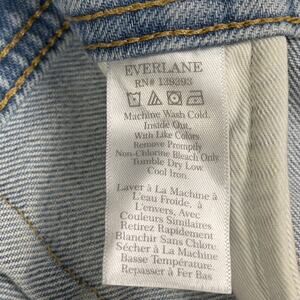 EVERLANE
RN# 139393
Machine Wash Cold.
Inside Out,
With Like Colors
Remove Promptly
Non-Chlorine Bleach Only
Tumble Dry Low.
Cool Iron.
Laver à La Machine à
L'eau Froide, à
L'envers, Avec
Couleurs Similaires
Retirez Rapidement
Blanchir Sans Chlore.
Sécher à La Machine
Basse Température.
Repasser à Fer Bas